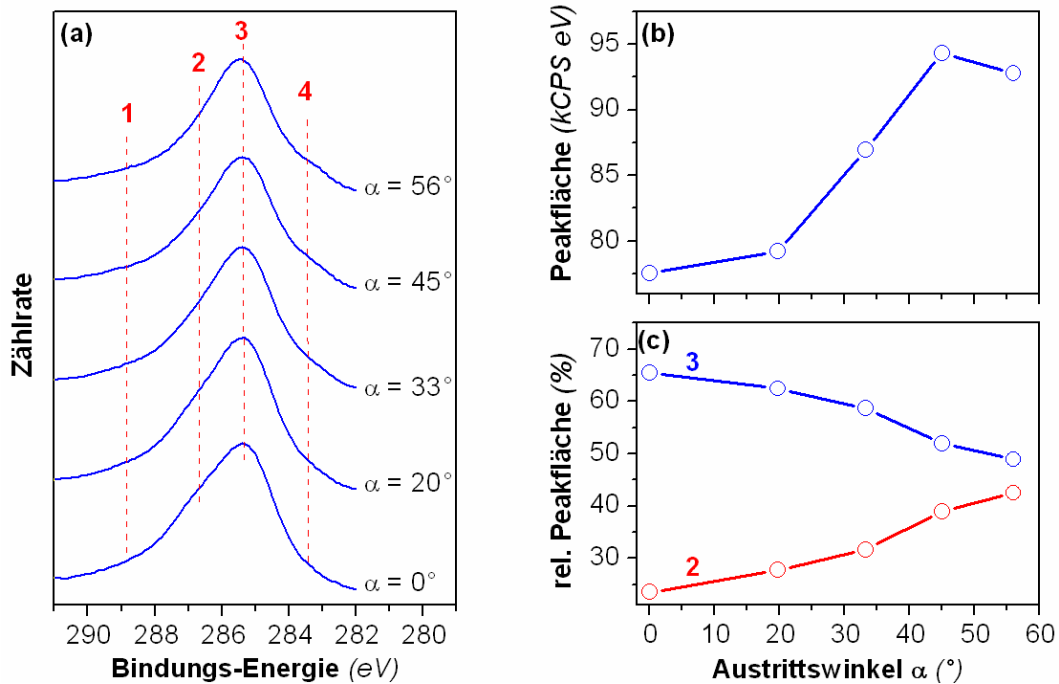 (a)
1
2
3
4
α = 56°
α = 45°
α = 33°
α = 20°
α = 0°
Zählrate
290
288
286
284
282
280
Bindungs-Energie (eV)
(b)
95
90
85
80
Peakfläche (kCPS eV)
(c)
3
2
70
60
50
40
30
rel. Peakfläche (%)
0
10
20
30
40
50
60
Austrittswinkel α (°)